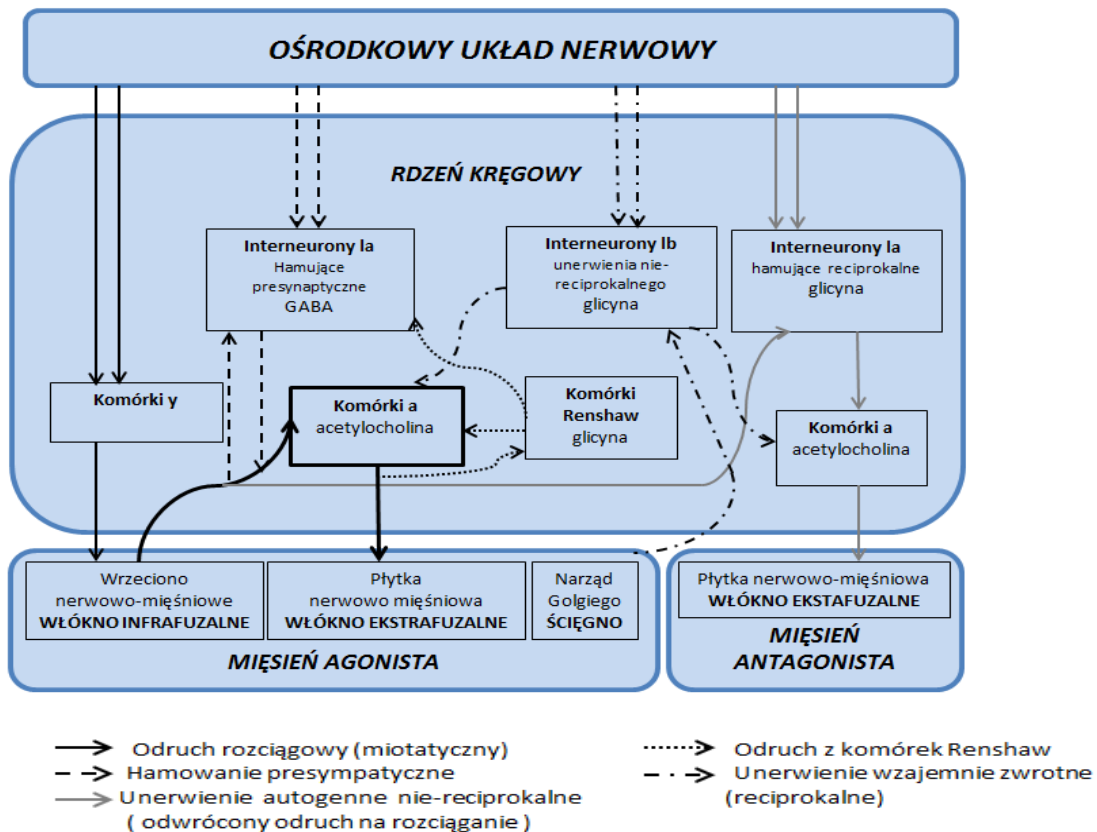 OŚRODKOWY UKŁAD NERWOWY
RDZEŃ KRĘGOWY
Interneurony la
Hamujące
presynaptyczne
GABA
Interneurony lb
unerwienia nie-
reciprokalnego
glicyna
Interneurony la
hamujące reciprokalne
glicyna
Komórki y
Komórki a
acetylocholina
Komórki
Renshaw
glicyna
Komórki a
acetylocholina
Wrzeciono
nerwowo-mięśniowe
WŁÓKNO INFRAFUZALNE
Płytka
nerwowo mięśniowa
WŁÓKNO EKSTRAFUZALNE
Narząd
Golgiego
ŚCIĘGNO
MIĘSIEŃ AGONISTA
Płytka nerwowo-mięśniowa
WŁÓKNO EKSTAFUZALNE
MIĘSIEŃ
ANTAGONISTA
Odruch rozciągowy (miotatyczny)
Hamowanie presympatyczne
Unerwienie autogenne nie-reciprokalne
( odwrócony odruch na rozciąganie )
Odruch z komórek Renshaw
Unerwienie wzajemnie zwrotne
(reciprokalne)